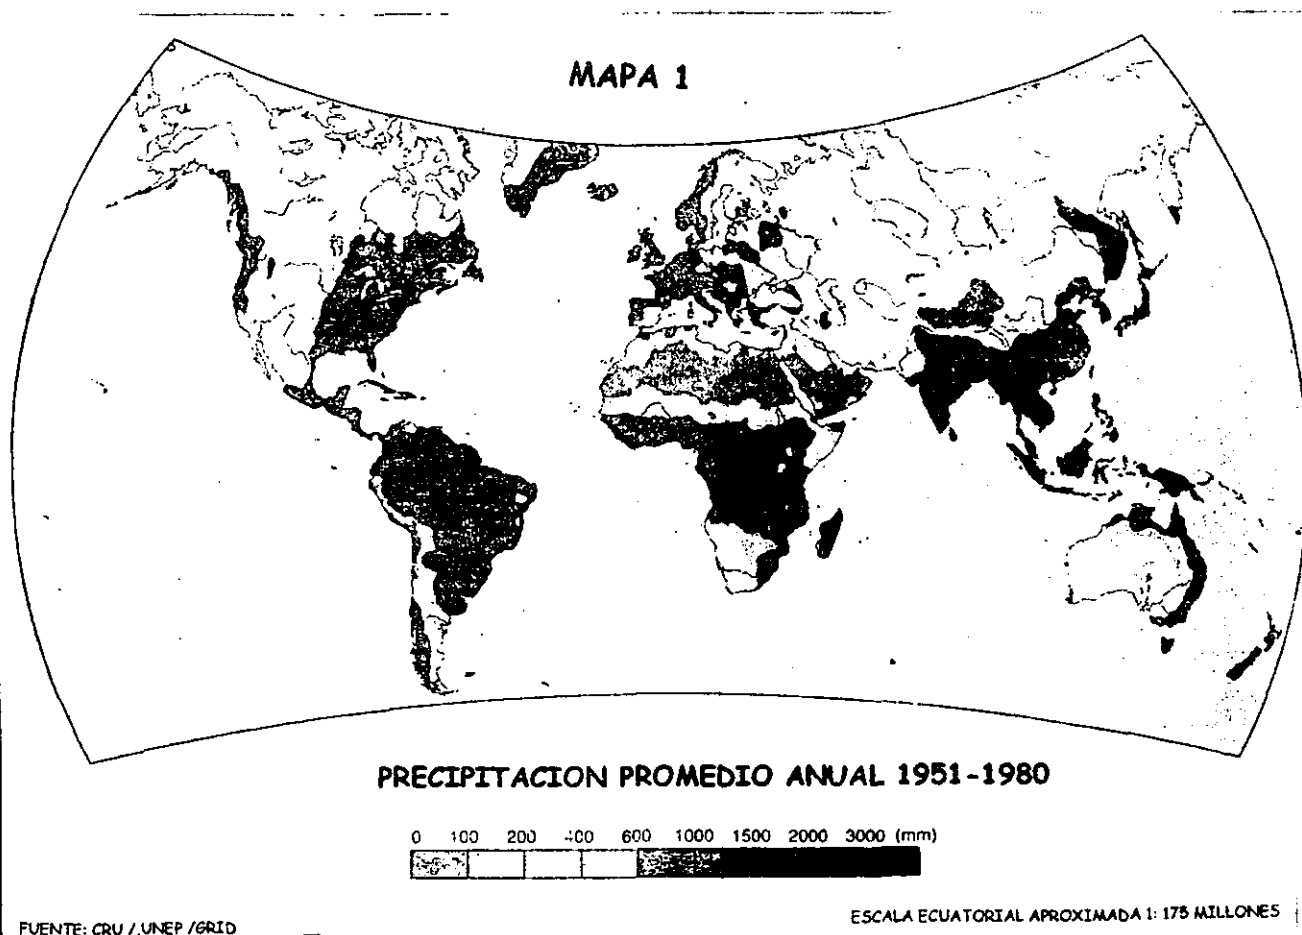 MAPA 1
PRECIPITACION PROMEDIO ANUAL 1951-1980
0 100 200 400 600 1000 1500 2000 3000 (mm)
FUENTE: CRU / UNEP / GRID
ESCALA ECUATORIAL APROXIMADA 1: 175 MILLONES